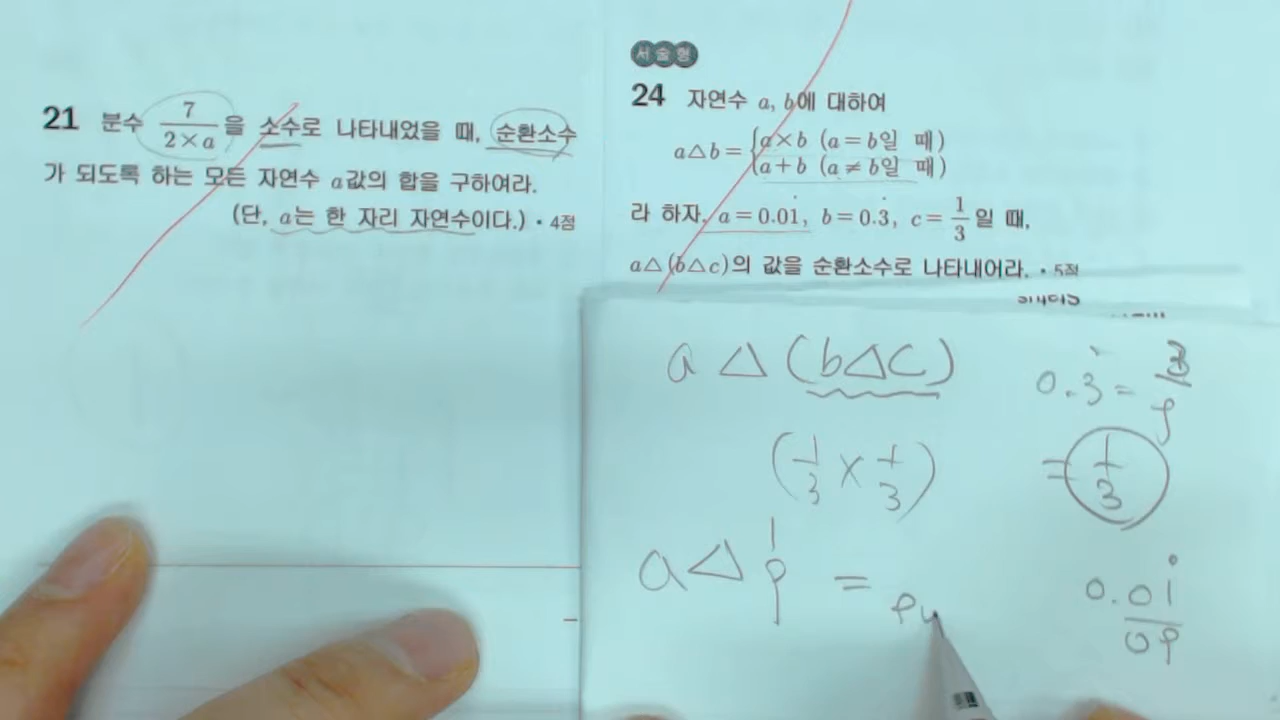 21 분수 7/(2×a)을 소수로 나타내었을 때, 순환소수
가 되도록 하는 모든 자연수 a값의 합을 구하여라.
(단, a는 한 자리 자연수이다.) • 4점
서술형
24 자연수 a, b에 대하여
a△b = { a×b (a=b일 때)
a+b (a≠b일 때)
라 하자. a=0.01̇, b=0.3̇, c=1/3일 때,
a△(b△c)의 값을 순환소수로 나타내어라. • 5점
a △ (b△c)
0.3̇ = 3/9
(1/3 × 1/3)
= 1/3
a △ 1/9 =
0.01̇